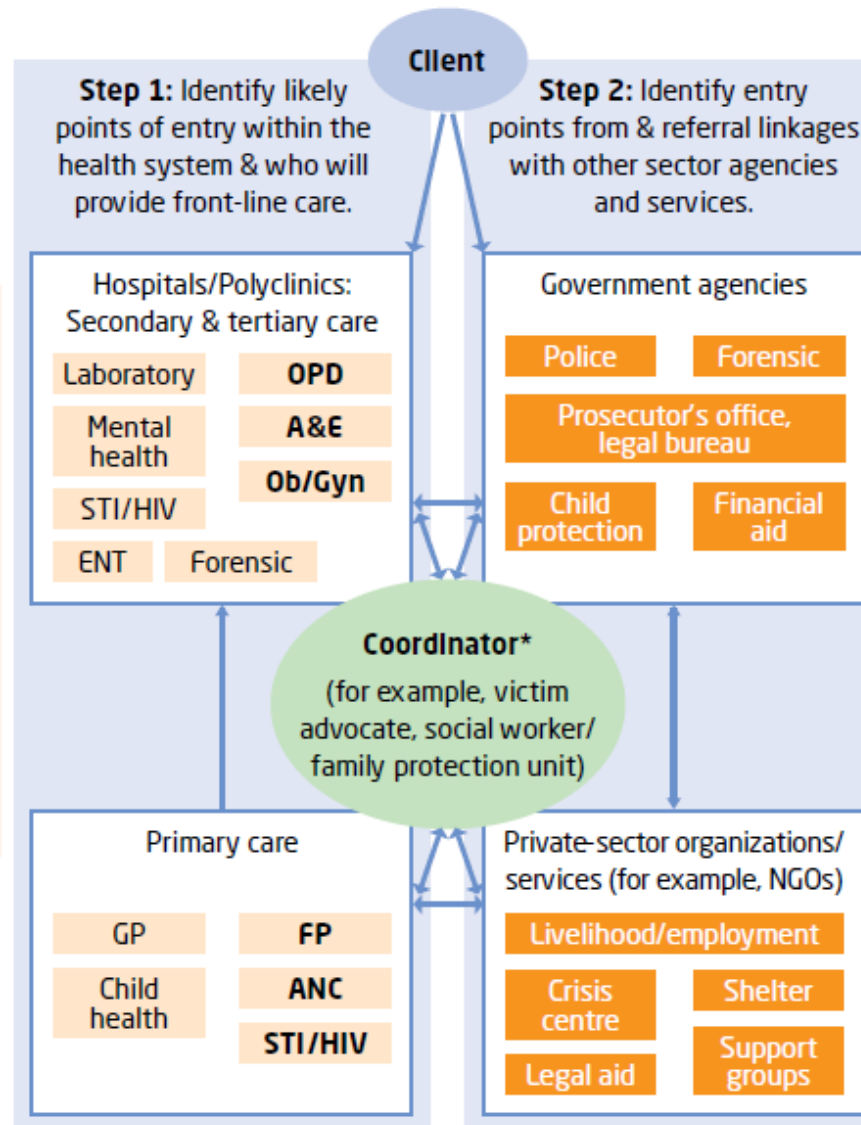 Client
Step 1: Identify likely
points of entry within the
health system & who will
provide front-line care.
Step 2: Identify entry
points from & referral linkages
with other sector agencies
and services.
Hospitals/Polyclinics:
Secondary & tertiary care
Laboratory
OPD
Mental
health
A&E
Ob/Gyn
STI/HIV
ENT
Forensic
Government agencies
Police
Forensic
Prosecutor's office,
legal bureau
Child
protection
Financial
aid
Coordinator*
(for example, victim
advocate, social worker/
family protection unit)
Primary care
GP
FP
Child
health
ANC
STI/HIV
Private-sector organizations/
services (for example, NGOs)
Livelihood/employment
Crisis
centre
Shelter
Legal aid
Support
groups